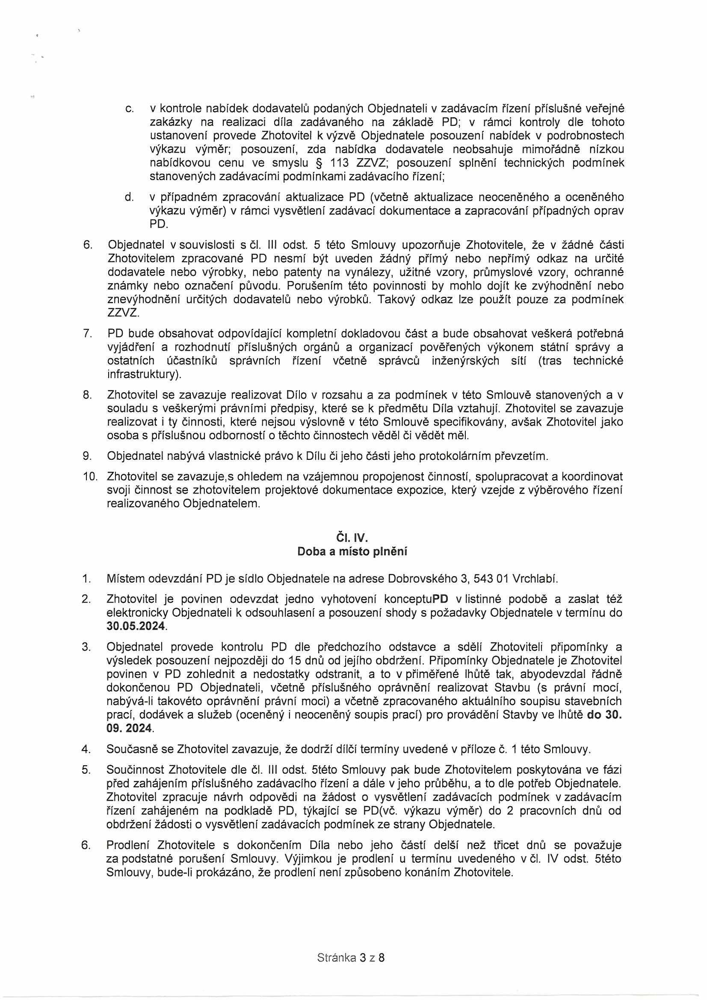 c. v kontrole nabídek dodavatelů podaných Objednateli v zadávacím řízení příslušné veřejné
zakázky na realizaci díla zadávaného na základě PD; v rámci kontroly dle tohoto
ustanovení provede Zhotovitel k výzvě Objednatele posouzení nabídek v podrobnostech
výkazu výměr; posouzení, zda nabídka dodavatele neobsahuje mimořádně nízkou
nabídkovou cenu ve smyslu § 113 ZZVZ; posouzení splnění technických podmínek
stanovených zadávacími podmínkami zadávacího řízení;
d. v případném zpracování aktualizace PD (včetně aktualizace neoceněného a oceněného
výkazu výměr) v rámci vysvětlení zadávací dokumentace a zapracování případných oprav
PD.
6. Objednatel v souvislosti s čl. III odst. 5 této Smlouvy upozorňuje Zhotovitele, že v žádné části
Zhotovitelem zpracované PD nesmí být uveden žádný přímý nebo nepřímý odkaz na určité
dodavatele nebo výrobky, nebo patenty na vynálezy, užitné vzory, průmyslové vzory, ochranné
známky nebo označení původu. Porušením této povinnosti by mohlo dojít ke zvýhodnění nebo
znevýhodnění určitých dodavatelů nebo výrobků. Takový odkaz lze použít pouze za podmínek
ZZVZ.
7. PD bude obsahovat odpovídající kompletní dokladovou část a bude obsahovat veškerá potřebná
vyjádření a rozhodnutí příslušných orgánů a organizací pověřených výkonem státní správy a
ostatních účastníků správních řízení včetně správců inženýrských sítí (tras technické
infrastruktury).
8. Zhotovitel se zavazuje realizovat Dílo v rozsahu a za podmínek v této Smlouvě stanovených a v
souladu s veškerými právními předpisy, které se k předmětu Díla vztahují. Zhotovitel se zavazuje
realizovat i ty činnosti, které nejsou výslovně v této Smlouvě specifikovány, avšak Zhotovitel jako
osoba s příslušnou odborností o těchto činnostech věděl či vědět měl.
9. Objednatel nabývá vlastnické právo k Dílu či jeho části jeho protokolárním převzetím.
10. Zhotovitel se zavazuje,s ohledem na vzájemnou propojenost činností, spolupracovat a koordinovat
svoji činnost se zhotovitelem projektové dokumentace expozice, který vzejde z výběrového řízení
realizovaného Objednatelem.
Čl. IV.
Doba a místo plnění
1. Místem odevzdání PD je sídlo Objednatele na adrese Dobrovského 3, 543 01 Vrchlabí.
2. Zhotovitel je povinen odevzdat jedno vyhotovení konceptuPD v listinné podobě a zaslat též
elektronicky Objednateli k odsouhlasení a posouzení shody s požadavky Objednatele v termínu do
30.05.2024.
3. Objednatel provede kontrolu PD dle předchozího odstavce a sdělí Zhotoviteli připomínky a
výsledek posouzení nejpozději do 15 dnů od jejího obdržení. Připomínky Objednatele je Zhotovitel
povinen v PD zohlednit a nedostatky odstranit, a to v přiměřené lhůtě tak, abyodevzdal řádně
dokončenou PD Objednateli, včetně příslušného oprávnění realizovat Stavbu (s právní mocí,
nabývá-li takovéto oprávnění právní moci) a včetně zpracovaného aktuálního soupisu stavebních
prací, dodávek a služeb (oceněný i neoceněný soupis prací) pro provádění Stavby ve lhůtě do 30.
09. 2024.
4. Současně se Zhotovitel zavazuje, že dodrží dílčí termíny uvedené v příloze č. 1 této Smlouvy.
5. Součinnost Zhotovitele dle čl. III odst. 5této Smlouvy pak bude Zhotovitelem poskytována ve fázi
před zahájením příslušného zadávacího řízení a dále v jeho průběhu, a to dle potřeb Objednatele.
Zhotovitel zpracuje návrh odpovědi na žádost o vysvětlení zadávacích podmínek v zadávacím
řízení zahájeném na podkladě PD, týkající se PD(vč. výkazu výměr) do 2 pracovních dnů od
obdržení žádosti o vysvětlení zadávacích podmínek ze strany Objednatele.
6. Prodlení Zhotovitele s dokončením Díla nebo jeho částí delší než třicet dnů se považuje
za podstatné porušení Smlouvy. Výjimkou je prodlení u termínu uvedeného v čl. IV odst. 5této
Smlouvy, bude-li prokázáno, že prodlení není způsobeno konáním Zhotovitele.
Stránka 3 z 8